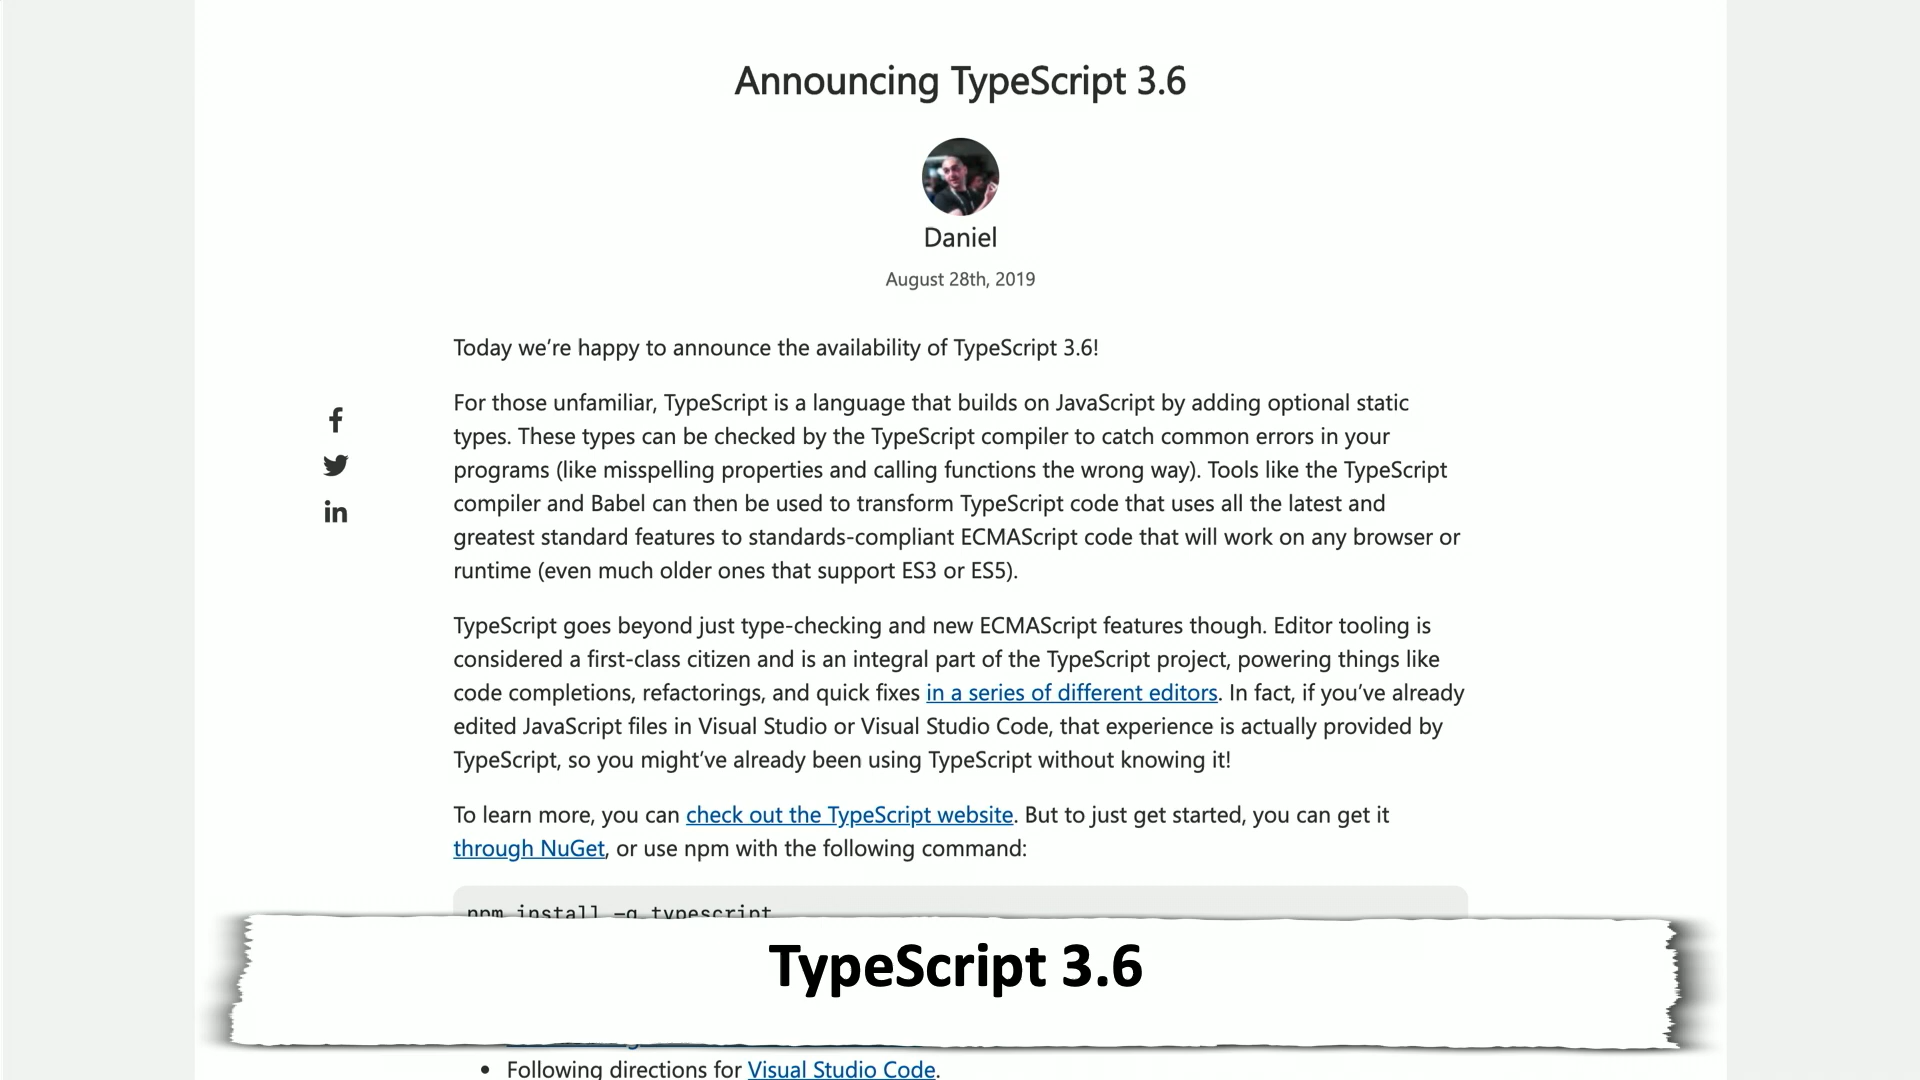 Announcing TypeScript 3.6
Daniel
August 28th, 2019
Today we’re happy to announce the availability of TypeScript 3.6!
For those unfamiliar, TypeScript is a language that builds on JavaScript by adding optional static
types. These types can be checked by the TypeScript compiler to catch common errors in your
programs (like misspelling properties and calling functions the wrong way). Tools like the TypeScript
compiler and Babel can then be used to transform TypeScript code that uses all the latest and
greatest standard features to standards-compliant ECMAScript code that will work on any browser or
runtime (even much older ones that support ES3 or ES5).
TypeScript goes beyond just type-checking and new ECMAScript features though. Editor tooling is
considered a first-class citizen and is an integral part of the TypeScript project, powering things like
code completions, refactorings, and quick fixes in a series of different editors. In fact, if you’ve already
edited JavaScript files in Visual Studio or Visual Studio Code, that experience is actually provided by
TypeScript, so you might’ve already been using TypeScript without knowing it!
To learn more, you can check out the TypeScript website. But to just get started, you can get it
through NuGet, or use npm with the following command:
npm install -g typescript
TypeScript 3.6
• Following directions for Visual Studio Code.